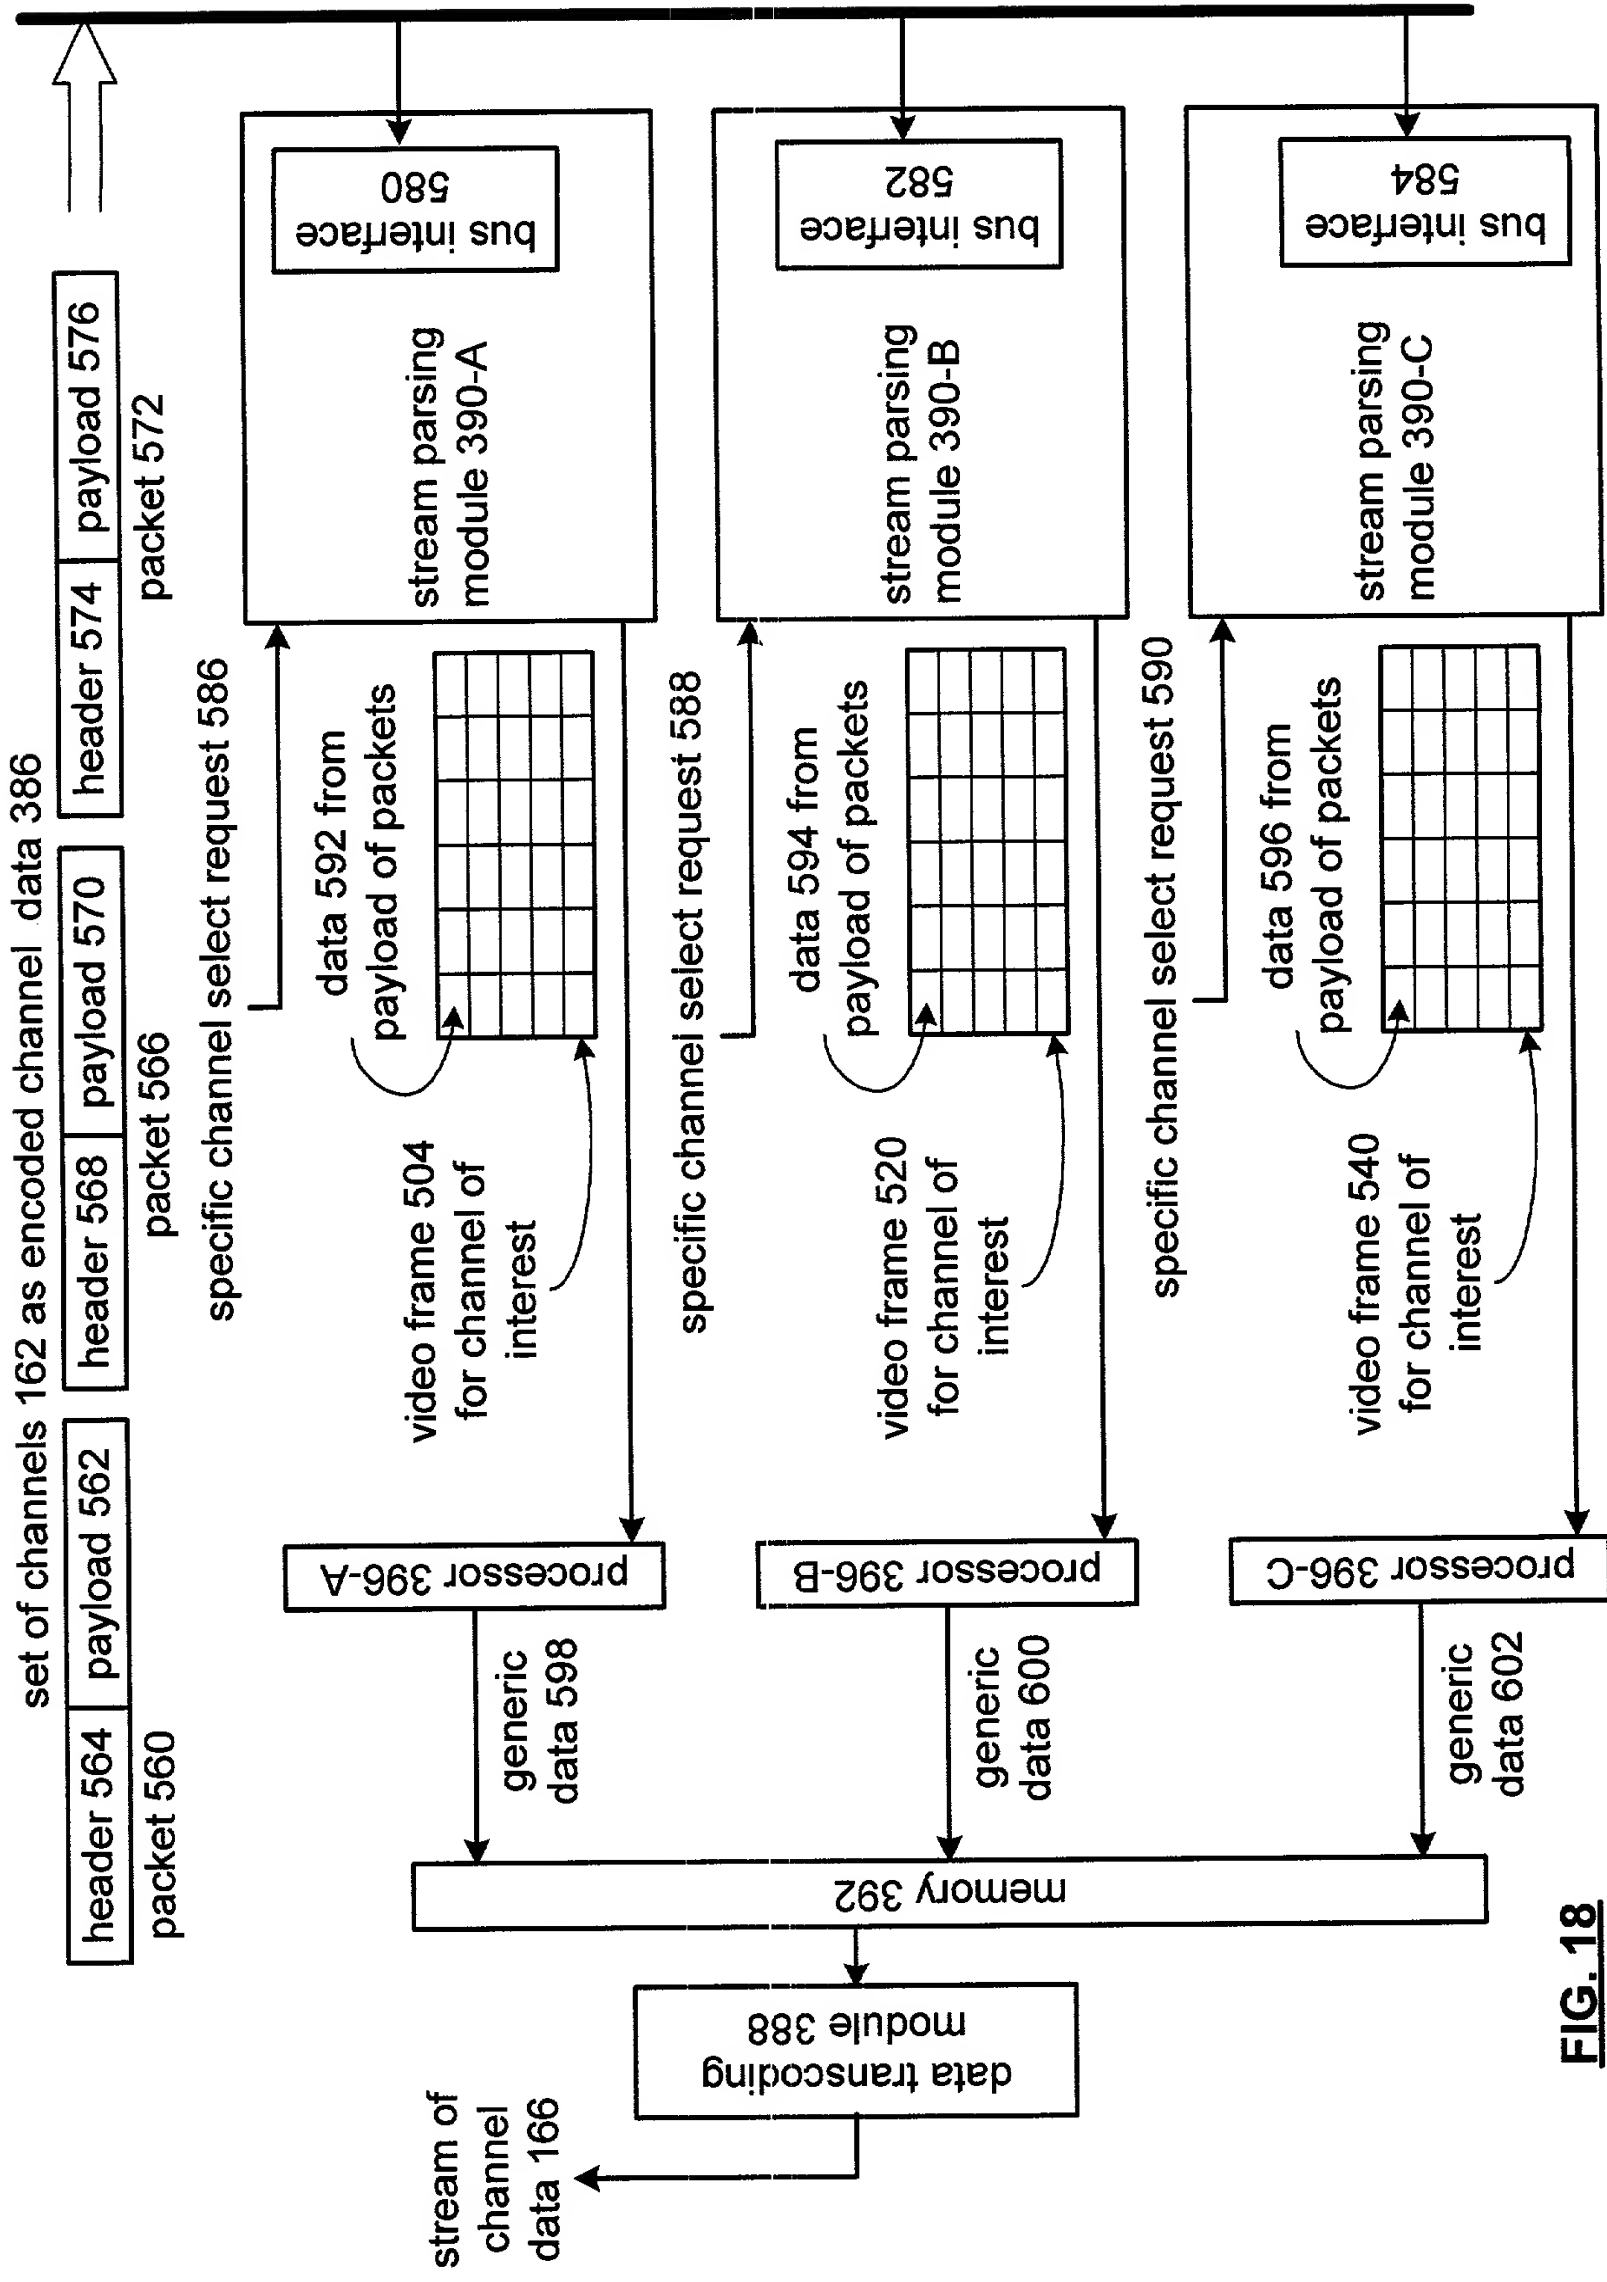 set of channels 162 as encoded channel data 386
header 564
payload 562
header 568
payload 570
header 574
payload 576
packet 560
packet 566
packet 572
specific channel select request 586
data 592 from
payload of packets
video frame 504
for channel of
interest
stream parsing
module 390-A
bus interface
580
processor 396-A
generic
data 598
specific channel select request 588
data 594 from
payload of packets
video frame 520
for channel of
interest
stream parsing
module 390-B
bus interface
582
processor 396-B
generic
data 600
specific channel select request 590
data 596 from
payload of packets
video frame 540
for channel of
interest
stream parsing
module 390-C
bus interface
584
processor 396-C
generic
data 602
memory 392
data transcoding
module 388
stream of
channel
data 166
FIG. 18